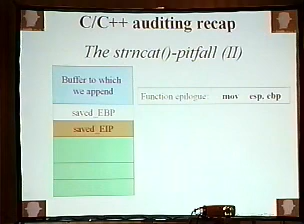 C/C++ auditing recap
The strncat()-pitfall (II)
Buffer to which
we append
Function epilogue: mov esp, ebp
saved_EBP
saved_EIP